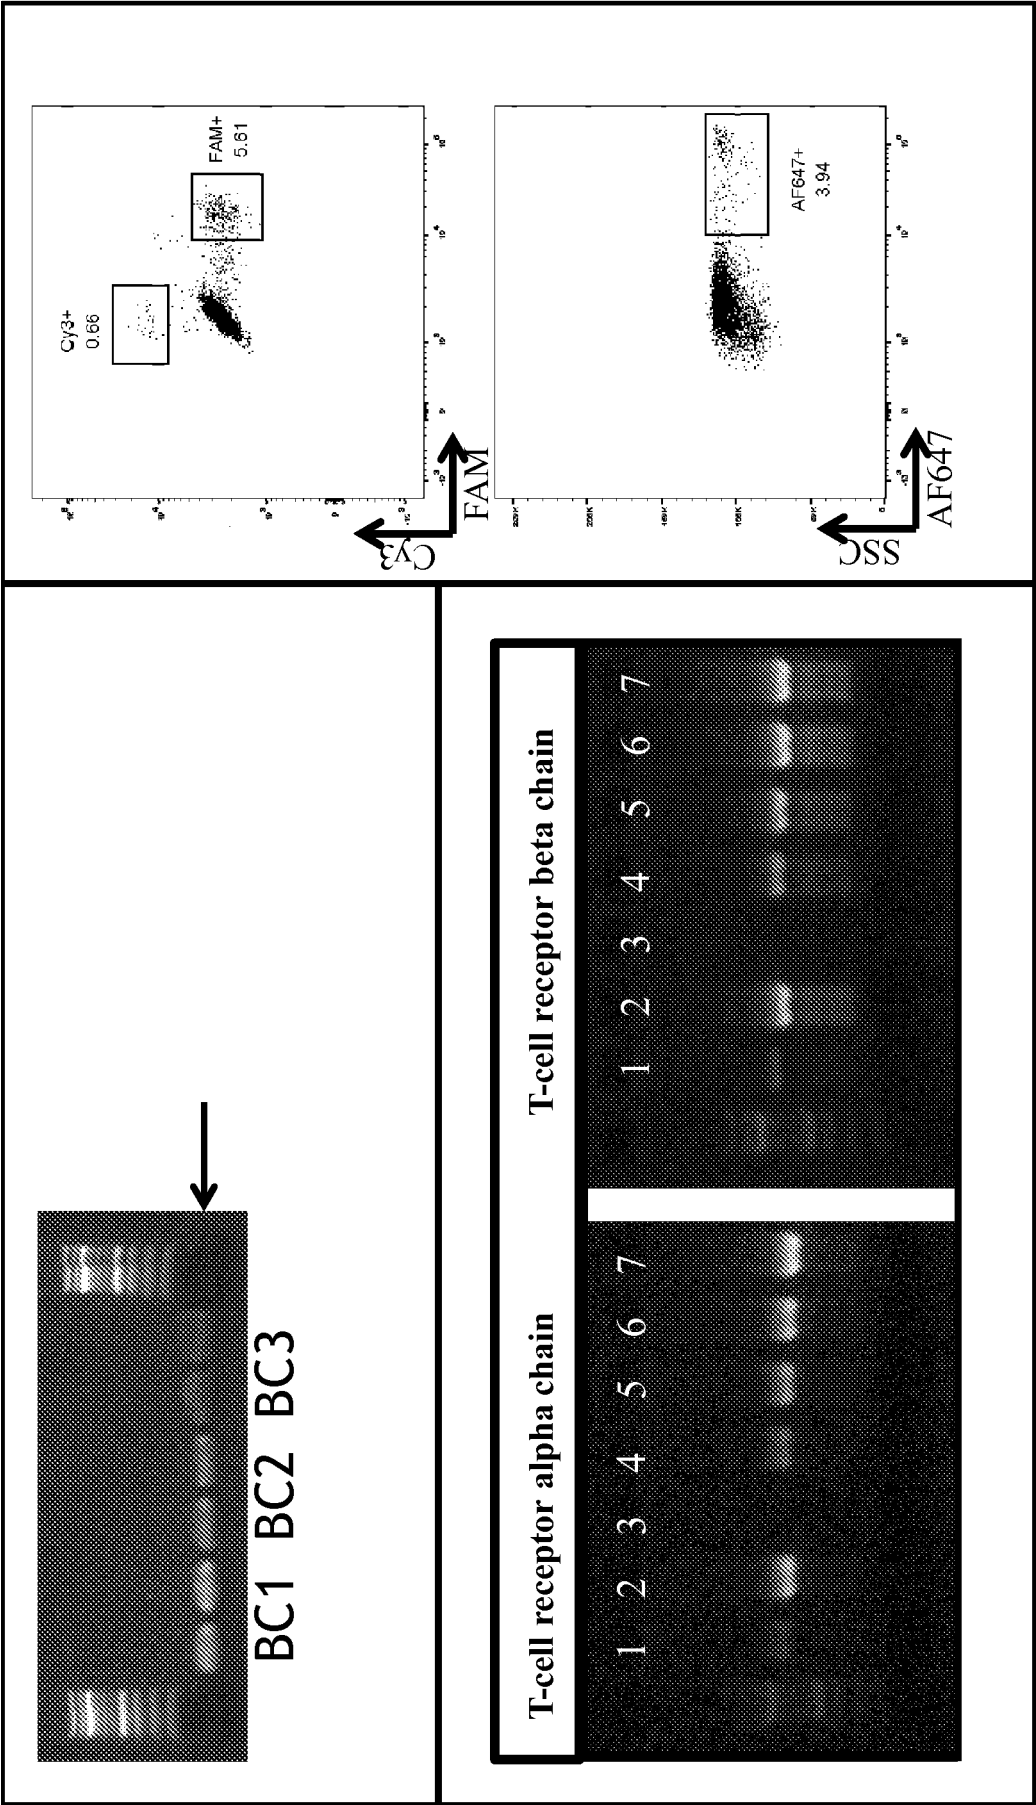 BC1 BC2 BC3
T-cell receptor alpha chain
T-cell receptor beta chain
1 2 3 4 5 6 7
1 2 3 4 5 6 7
Cy3+
0.66
FAM+
5.61
Cy3
FAM
AF647+
3.94
SSC
AF647